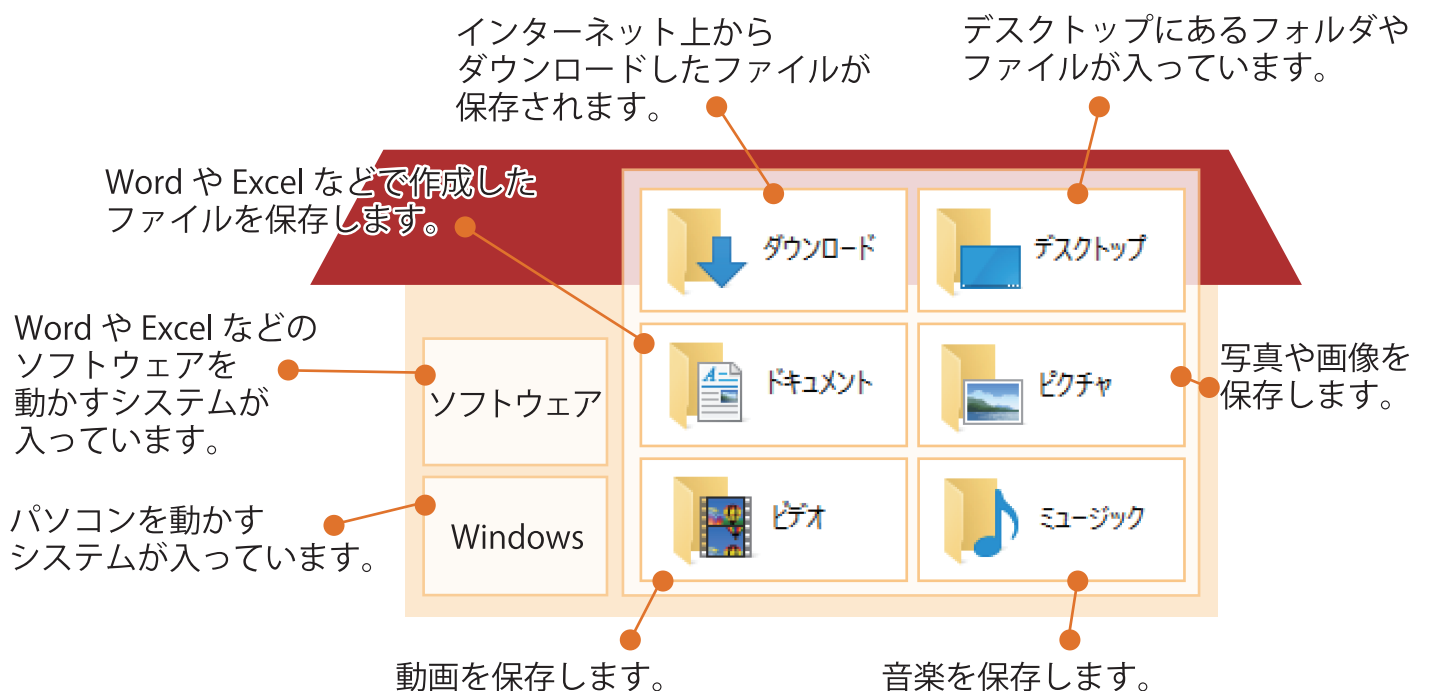 インターネット上から
ダウンロードしたファイルが
保存されます。
デスクトップにあるフォルダや
ファイルが入っています。
Word や Excel などで作成した
ファイルを保存します。
ダウンロード
デスクトップ
Word や Excel などの
ソフトウェアを
動かすシステムが
入っています。
ソフトウェア
ドキュメント
ピクチャ
写真や画像を
保存します。
パソコンを動かす
システムが入っています。
Windows
ビデオ
ミュージック
動画を保存します。
音楽を保存します。